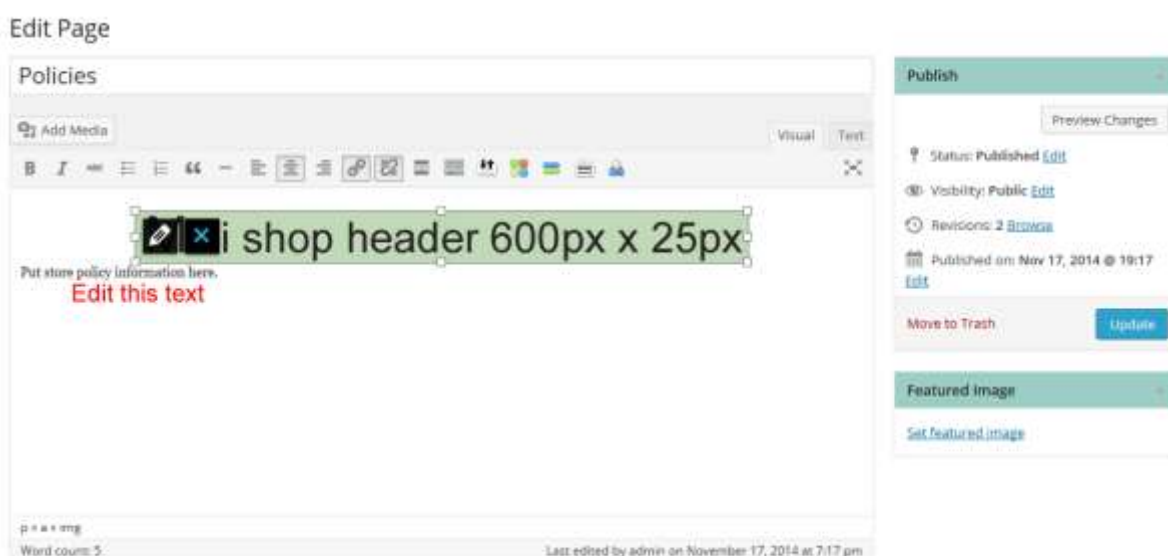 Edit Page
Policies
Add Media
Visual Text
B I
i shop header 600px x 25px
Put store policy information here.
Edit this text
p » a » img
Word count: 5
Last edited by admin on November 17, 2014 at 7:17 pm
Publish
Preview Changes
Status: Published Edit
Visibility: Public Edit
Revisions: 2 Browse
Published on: Nov 17, 2014 @ 19:17
Edit
Move to Trash
Update
Featured Image
Set featured image